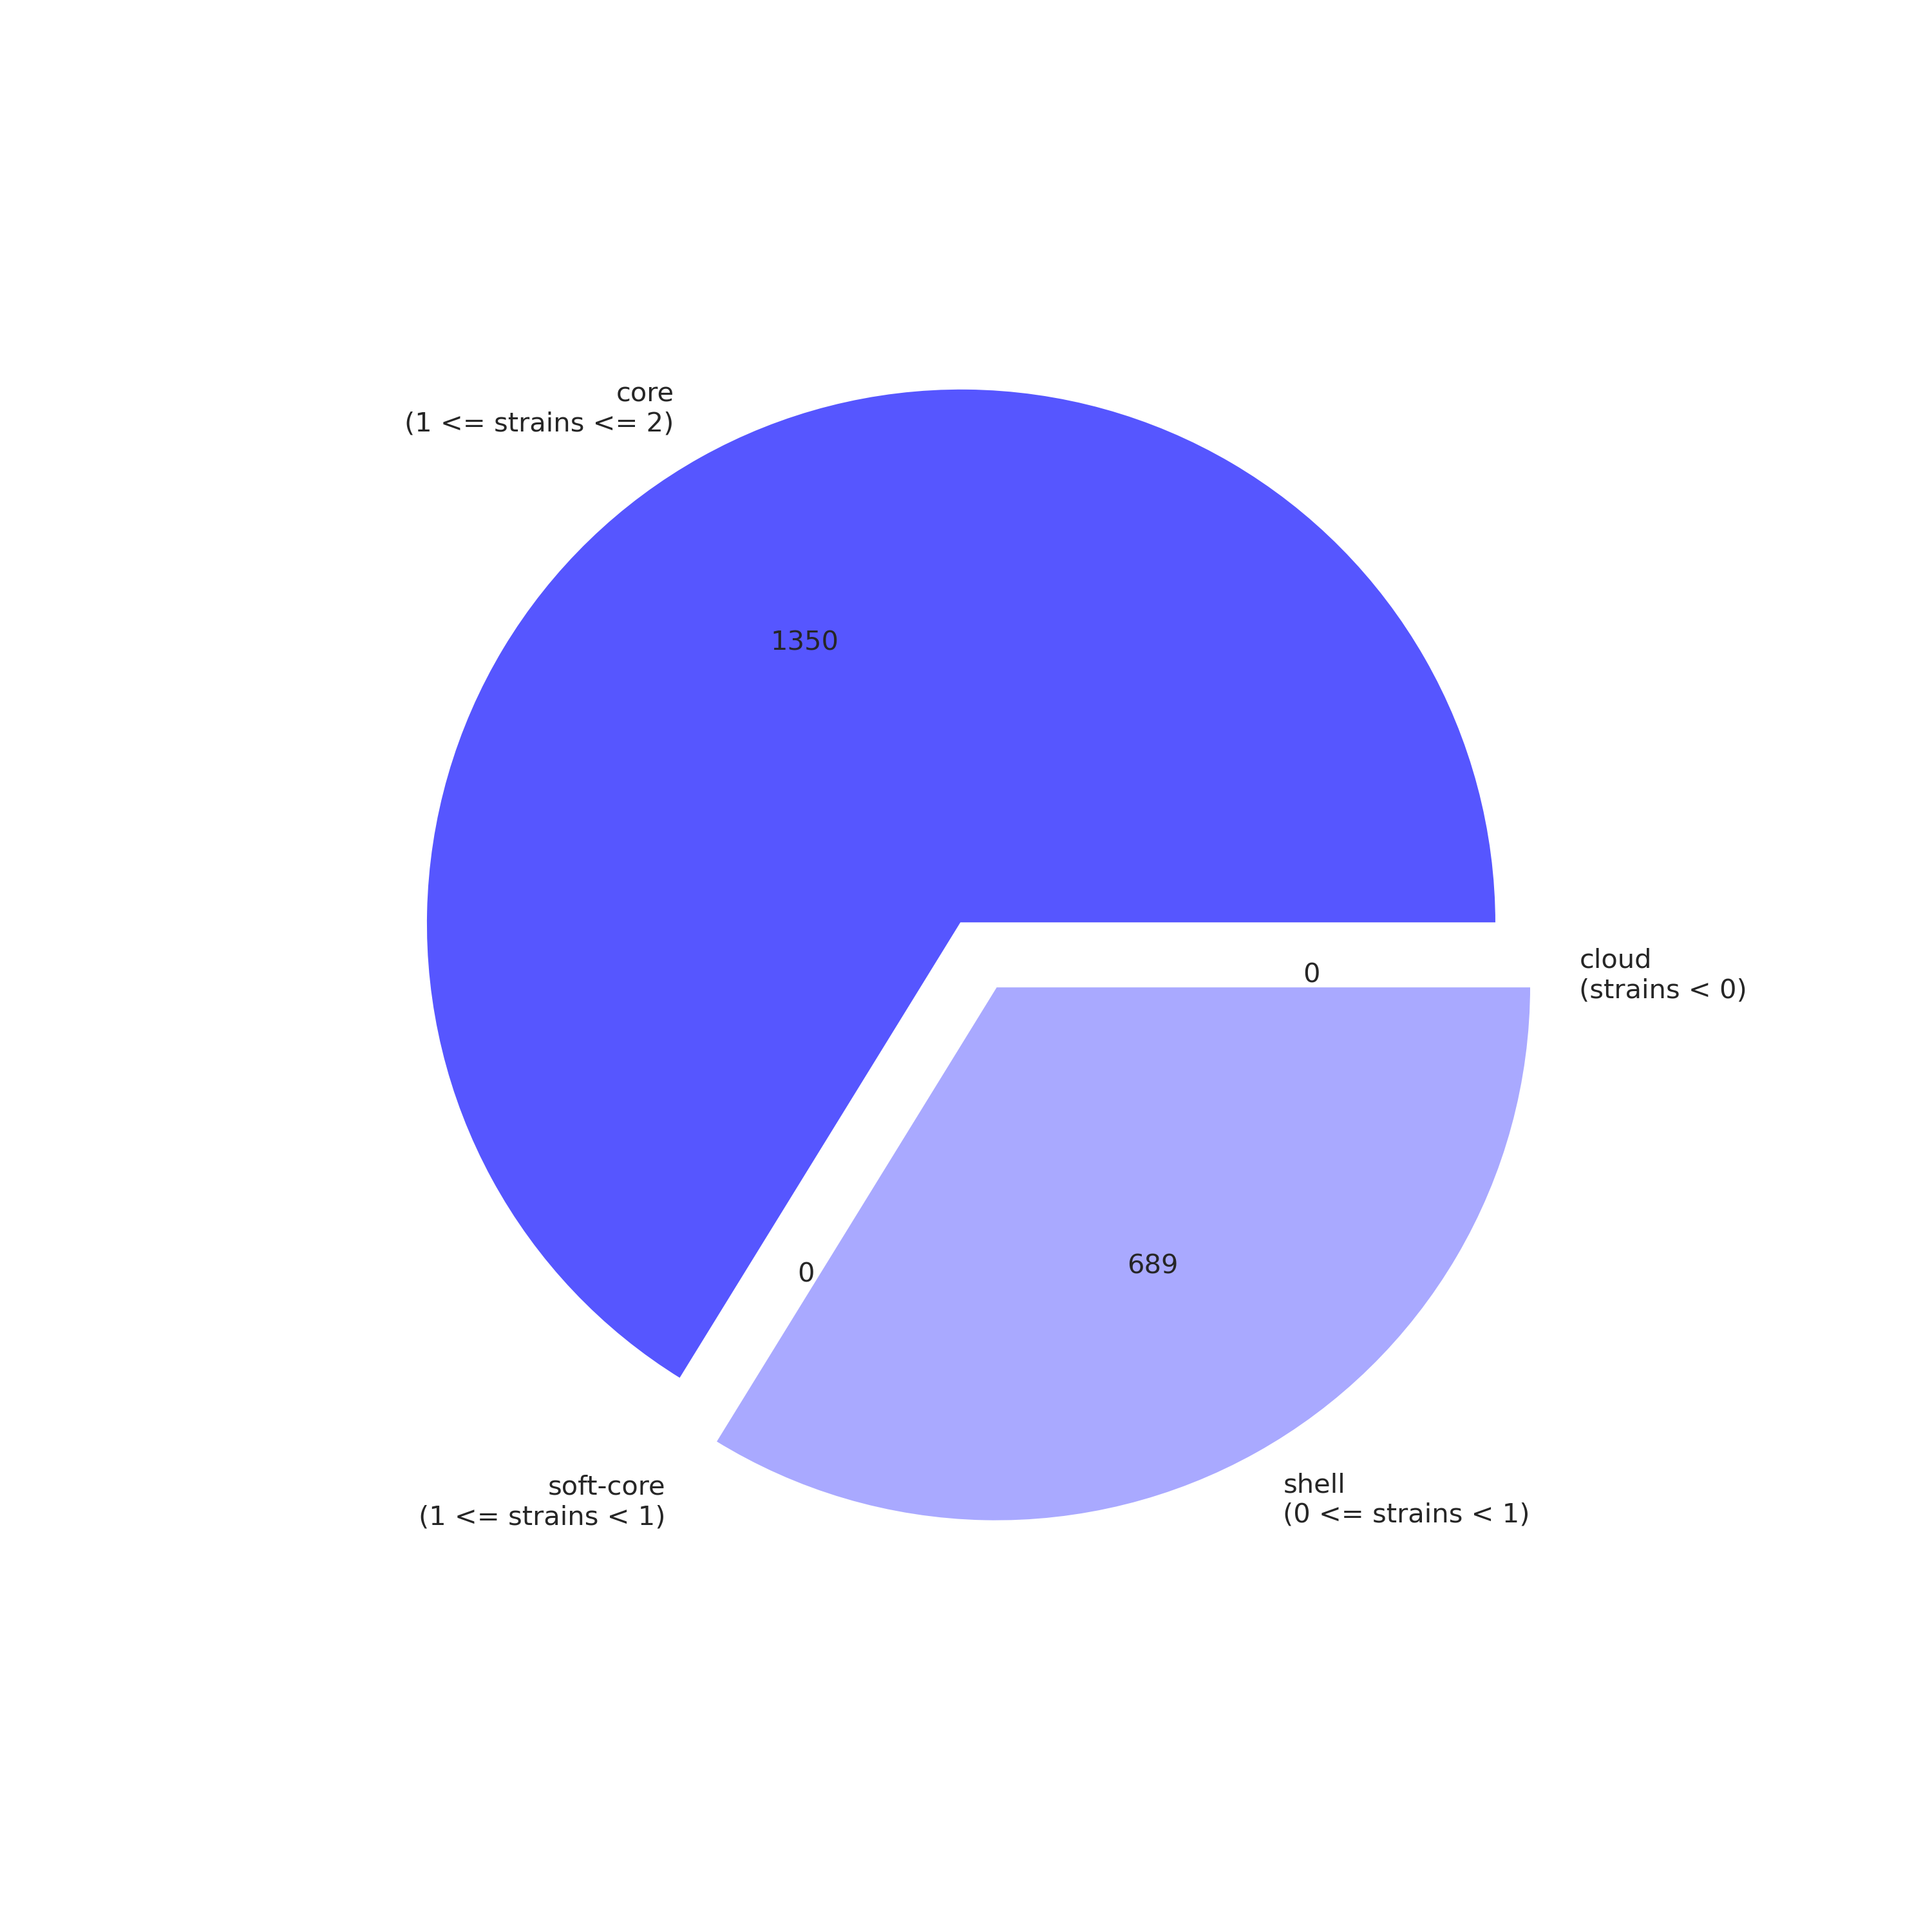 core
(1 <= strains <= 2)
1350
cloud
(strains < 0)
0
0
689
soft-core
(1 <= strains < 1)
shell
(0 <= strains < 1)